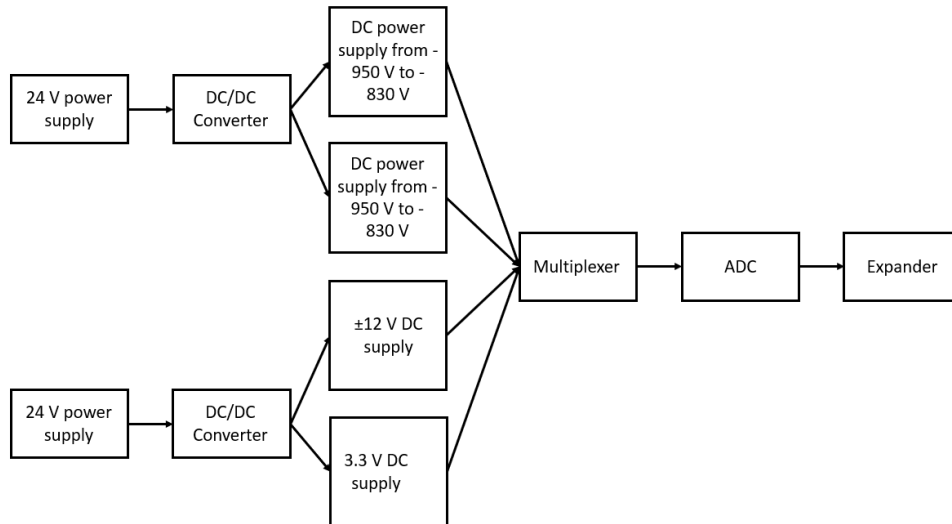 24 V power
supply
DC/DC
Converter
DC power
supply from -
950 V to -
830 V
DC power
supply from -
950 V to -
830 V
24 V power
supply
DC/DC
Converter
±12 V DC
supply
3.3 V DC
supply
Multiplexer
ADC
Expander